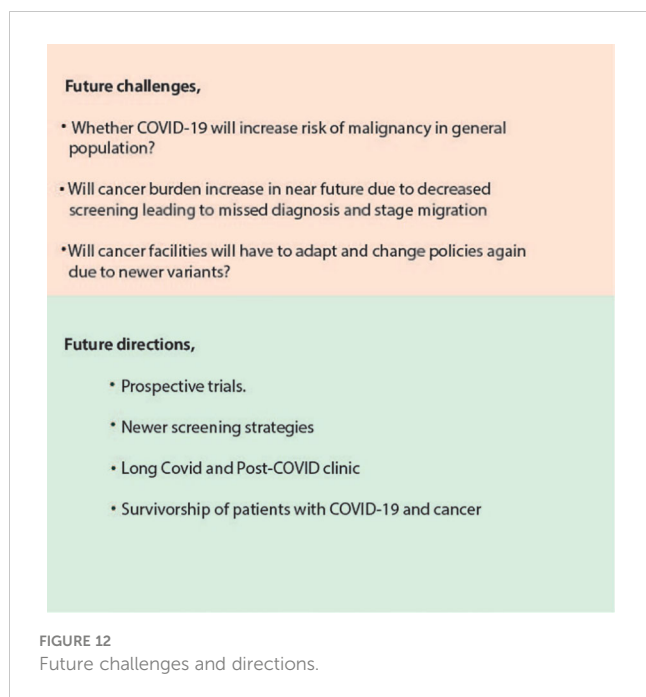 Future challenges,
• Whether COVID-19 will increase risk of malignancy in general
population?
• Will cancer burden increase in near future due to decreased
screening leading to missed diagnosis and stage migration
• Will cancer facilities will have to adapt and change policies again
due to newer variants?
Future directions,
• Prospective trials.
• Newer screening strategies
• Long Covid and Post-COVID clinic
• Survivorship of patients with COVID-19 and cancer
FIGURE 12
Future challenges and directions.